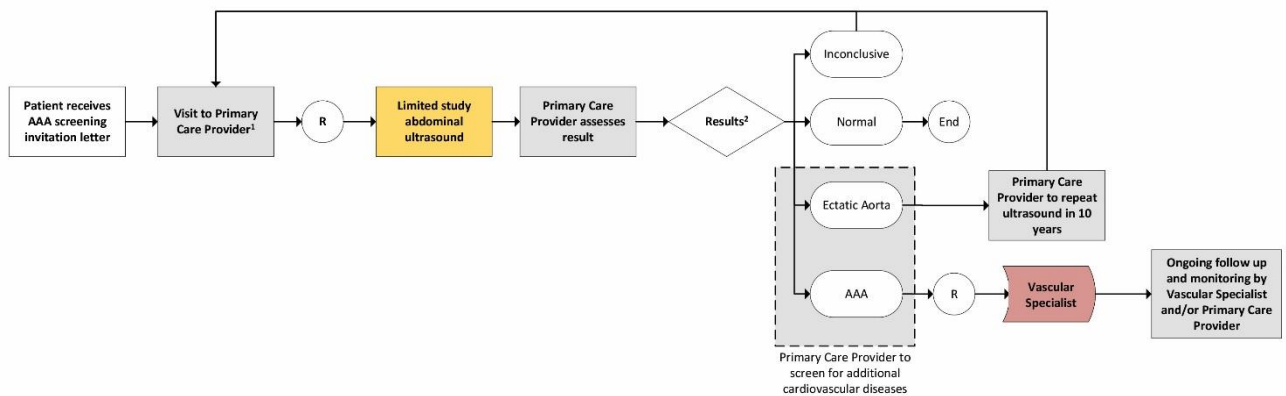 Inconclusive
Patient receives
AAA screening
invitation letter
Visit to Primary
Care Provider¹
R
Limited study
abdominal
ultrasound
Primary Care
Provider assesses
result
Results²
Normal
End
Ectatic Aorta
Primary Care
Provider to repeat
ultrasound in 10
years
AAA
R
Vascular
Specialist
Ongoing follow up
and monitoring by
Vascular Specialist
and/or Primary Care
Provider
Primary Care Provider to
screen for additional
cardiovascular diseases